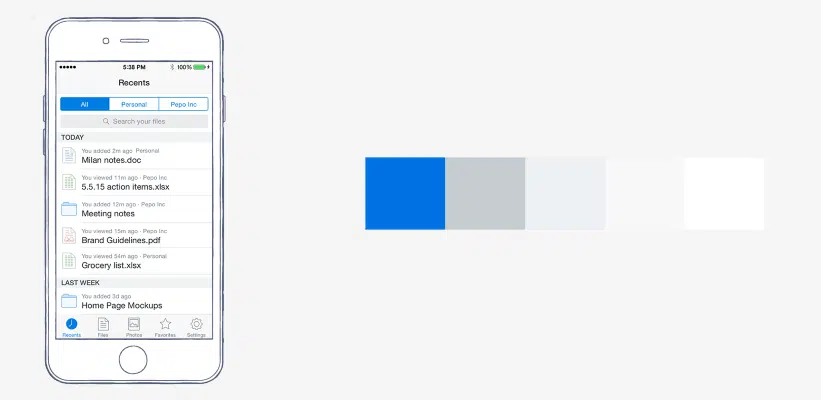 5:38 PM
100%
Recents
All Personal Pepo Inc
Search your files
TODAY
You added 2m ago Personal
Milan notes.doc
You viewed 11m ago · Pepo Inc
5.5.15 action items.xlsx
You added 12m ago · Pepo Inc
Meeting notes
You viewed 15m ago · Pepo Inc
Brand Guidelines.pdf
You viewed 54m ago · Personal
Grocery list.xlsx
LAST WEEK
You added 3d ago
Home Page Mockups
Recents Files Photos Favorites Settings